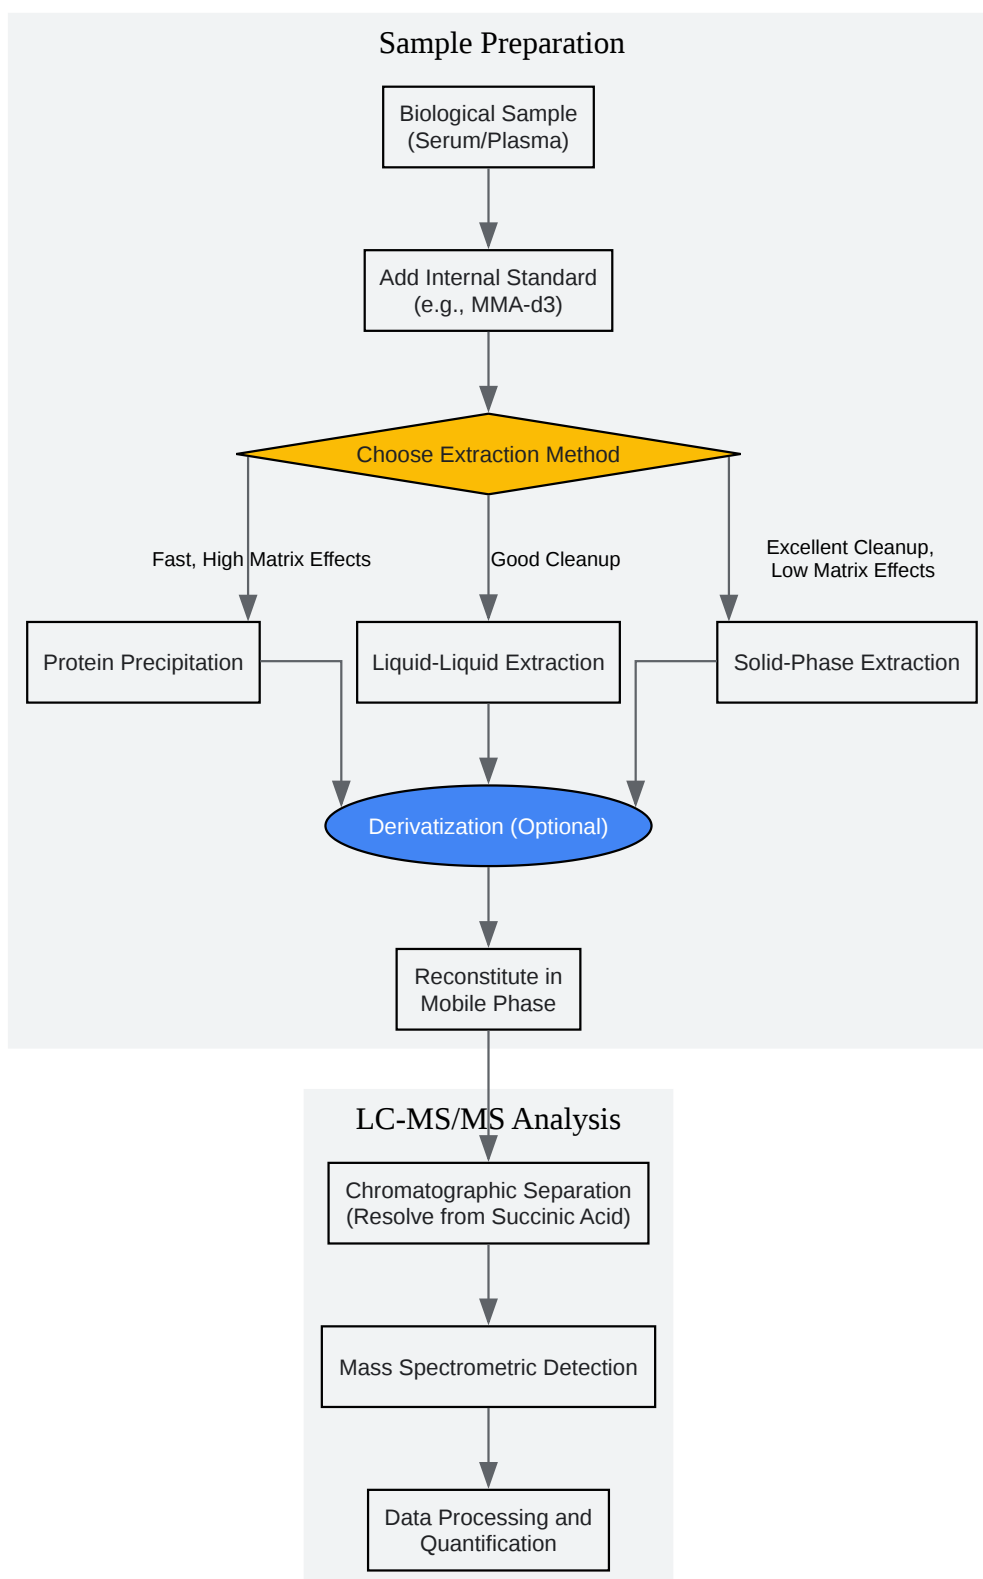 Sample Preparation
Biological Sample
(Serum/Plasma)
Add Internal Standard
(e.g., MMA-d3)
Choose Extraction Method
Fast, High Matrix Effects
Good Cleanup
Excellent Cleanup,
Low Matrix Effects
Protein Precipitation
Liquid-Liquid Extraction
Solid-Phase Extraction
Derivatization (Optional)
Reconstitute in
Mobile Phase
LC-MS/MS Analysis
Chromatographic Separation
(Resolve from Succinic Acid)
Mass Spectrometric Detection
Data Processing and
Quantification